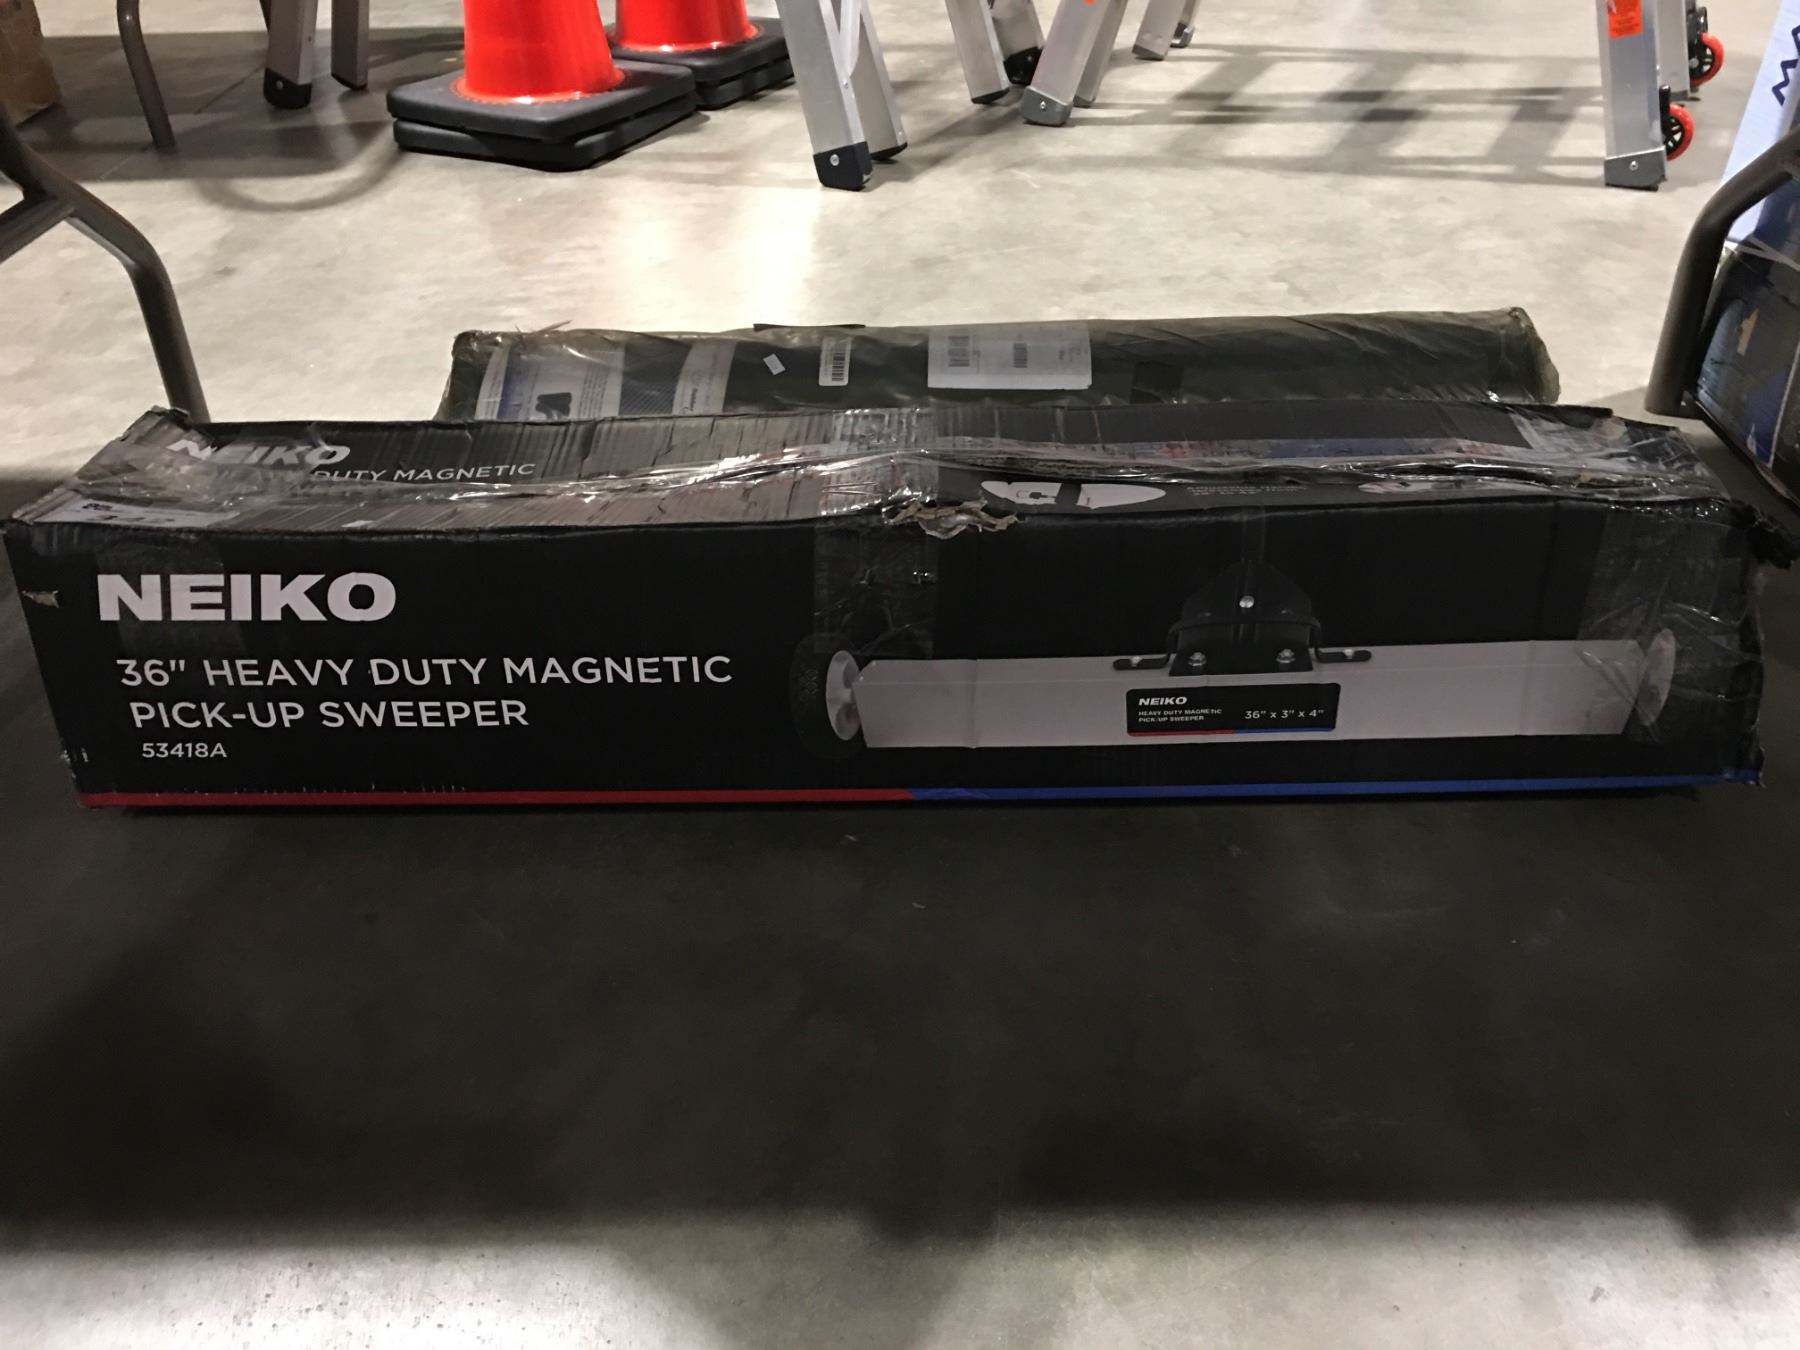 NEIKO
DUTY MAGNETIC
NEIKO
36" HEAVY DUTY MAGNETIC
PICK-UP SWEEPER
53418A
NEIKO
HEAVY DUTY MAGNETIC
PICK-UP SWEEPER
36" x 3" x 4"